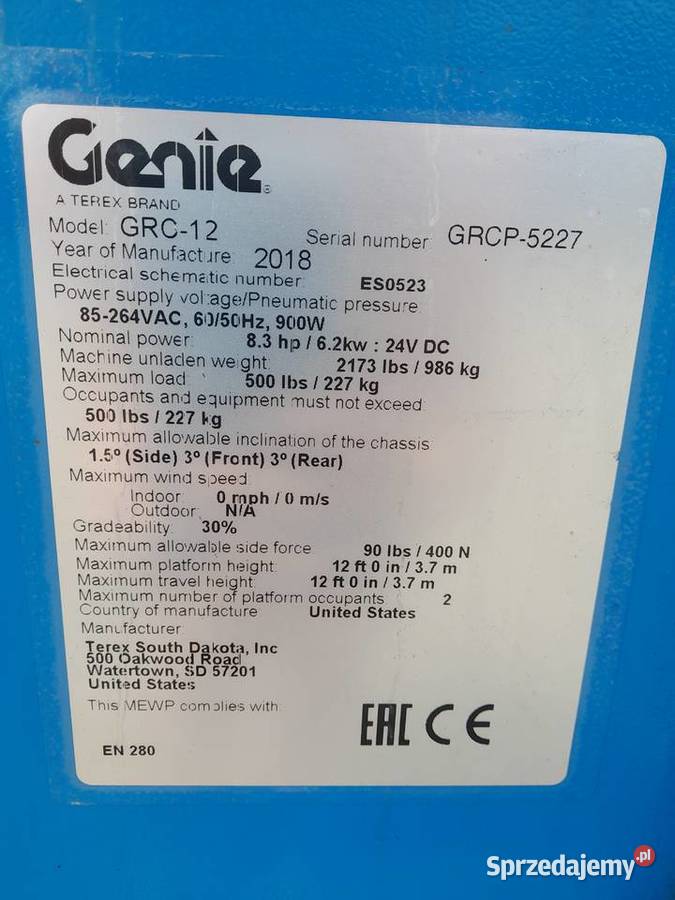 Genie
A TEREX BRAND
Model: GRC-12 Serial number: GRCP-5227
Year of Manufacture: 2018
Electrical schematic number: ES0523
Power supply voltage/Pneumatic pressure:
85-264VAC, 60/50Hz, 900W
Nominal power: 8.3 hp / 6.2kw : 24V DC
Machine unladen weight: 2173 lbs / 986 kg
Maximum load: 500 lbs / 227 kg
Occupants and equipment must not exceed:
500 lbs / 227 kg
Maximum allowable inclination of the chassis:
1.5º (Side) 3º (Front) 3º (Rear)
Maximum wind speed:
Indoor: 0 mph / 0 m/s
Outdoor: N/A
Gradeability: 30%
Maximum allowable side force 90 lbs / 400 N
Maximum platform height: 12 ft 0 in / 3.7 m
Maximum travel height: 12 ft 0 in / 3.7 m
Maximum number of platform occupants 2
Country of manufacture United States
Manufacturer:
Terex South Dakota, Inc
500 Oakwood Road
Watertown, SD 57201
United States
This MEWP complies with:
EAC CE
EN 280
Sprzedajemy.pl